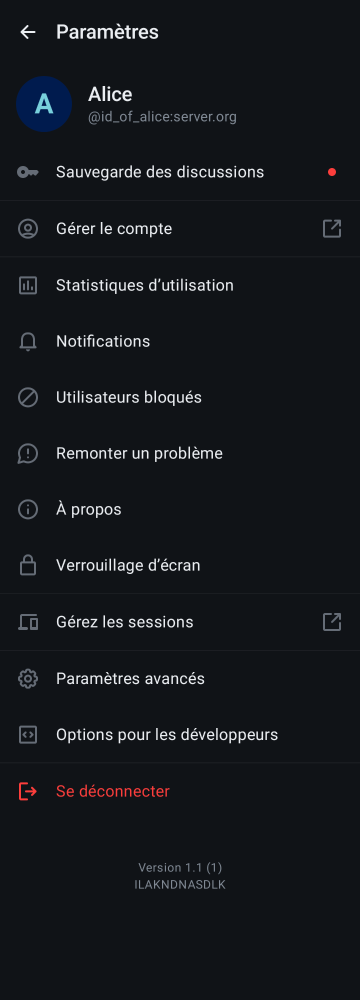 Paramètres
A
Alice
@id_of_alice:server.org
Sauvegarde des discussions
Gérer le compte
Statistiques d’utilisation
Notifications
Utilisateurs bloqués
Remonter un problème
À propos
Verrouillage d’écran
Gérez les sessions
Paramètres avancés
Options pour les développeurs
Se déconnecter
Version 1.1 (1)
ILAKNDNASDLK